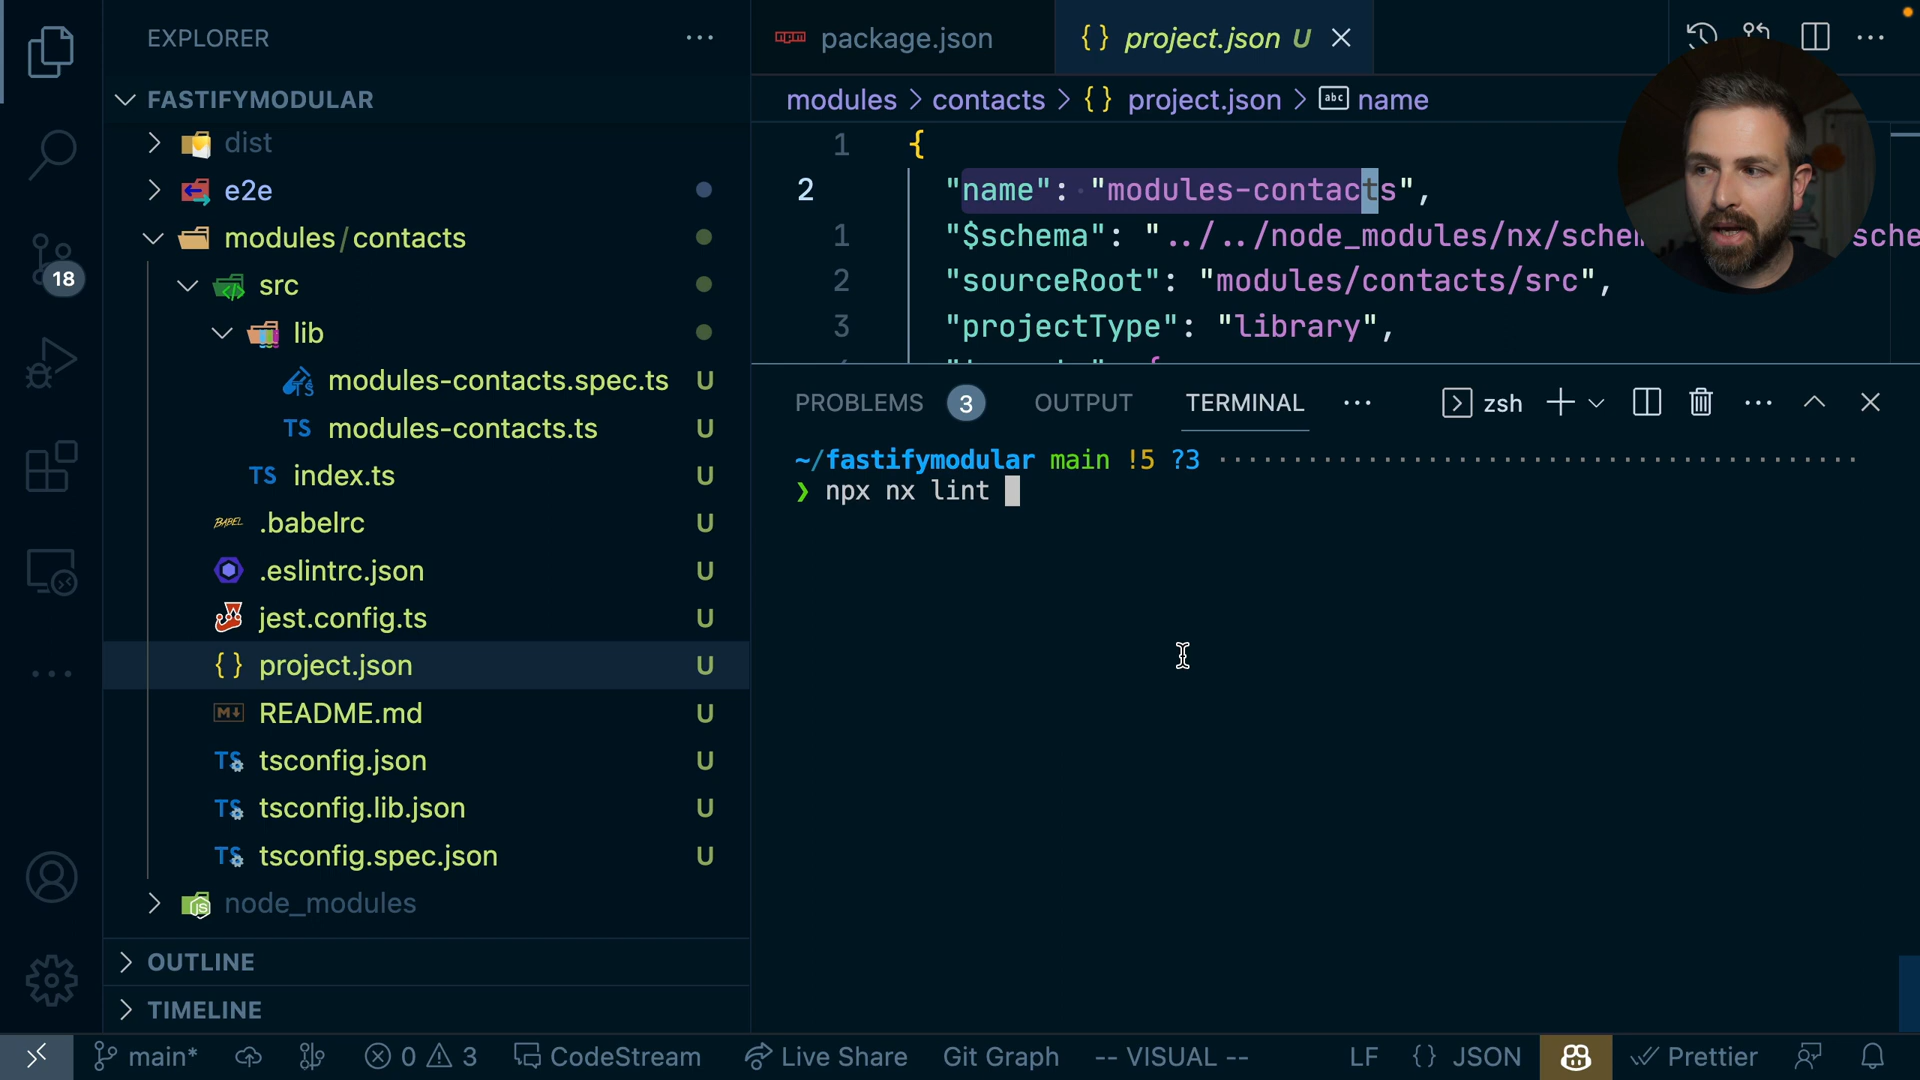 EXPLORER
FASTIFYMODULAR
dist
e2e
modules/contacts
src
lib
modules-contacts.spec.ts U
modules-contacts.ts U
index.ts U
.babelrc U
.eslintrc.json U
jest.config.ts U
project.json U
README.md U
tsconfig.json U
tsconfig.lib.json U
tsconfig.spec.json U
node_modules
OUTLINE
TIMELINE
18
package.json
{} project.json U
modules > contacts > {} project.json > abc name
1 {
2 "name": "modules-contacts",
1 "$schema": "../../node_modules/nx/schem sche
2 "sourceRoot": "modules/contacts/src",
3 "projectType": "library",
PROBLEMS 3 OUTPUT TERMINAL ··· zsh
~/fastifymodular main !5 ?3
❯ npx nx lint
main* 0 3 CodeStream Live Share Git Graph -- VISUAL -- LF {} JSON Prettier